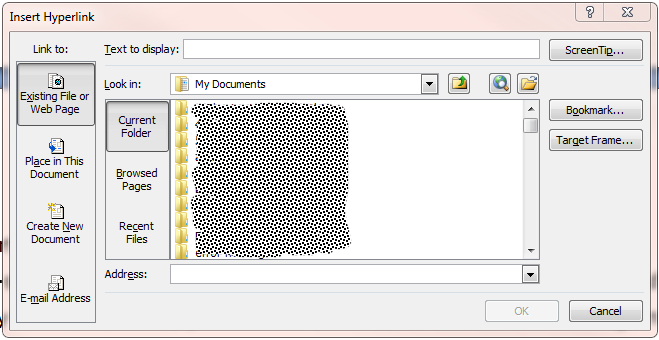 Insert Hyperlink
Link to:
Text to display:
ScreenTip...
Existing File or
Web Page
Look in:
My Documents
Current
Folder
Bookmark...
Target Frame...
Place in This
Document
Browsed
Pages
Create New
Document
Recent
Files
E-mail Address
Address:
OK
Cancel